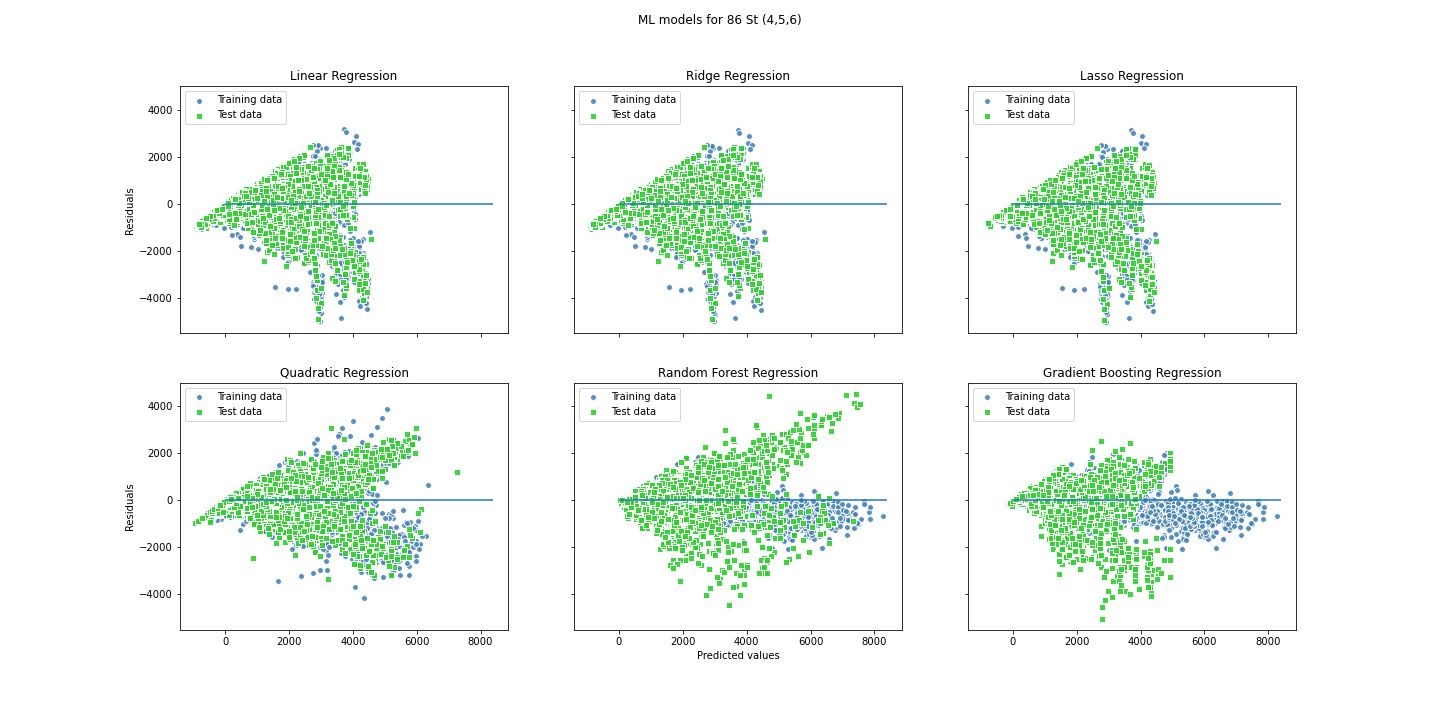 ML models for 86 St (4,5,6)
Linear Regression
Training data
Test data
4000
2000
0
−2000
−4000
Residuals
Ridge Regression
Training data
Test data
Lasso Regression
Training data
Test data
Quadratic Regression
Training data
Test data
4000
2000
0
−2000
−4000
Residuals
0 2000 4000 6000 8000
Random Forest Regression
Training data
Test data
0 2000 4000 6000 8000
Predicted values
Gradient Boosting Regression
Training data
Test data
0 2000 4000 6000 8000